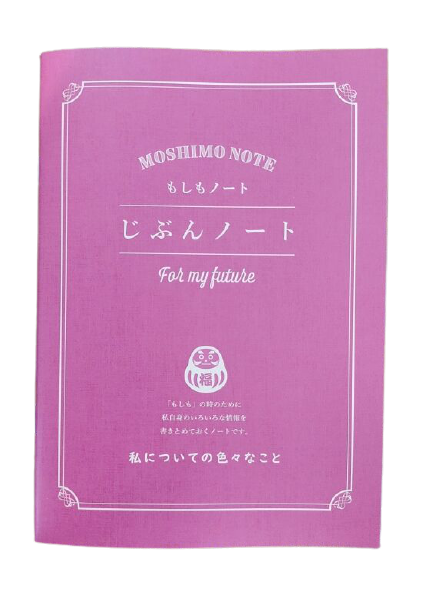 MOSHIMO NOTE
もしもノート
じぶんノート
For my future
福
「もしも」の時のために
私自身のいろいろな情報を
書きとめておくノートです。
私についての色々なこと